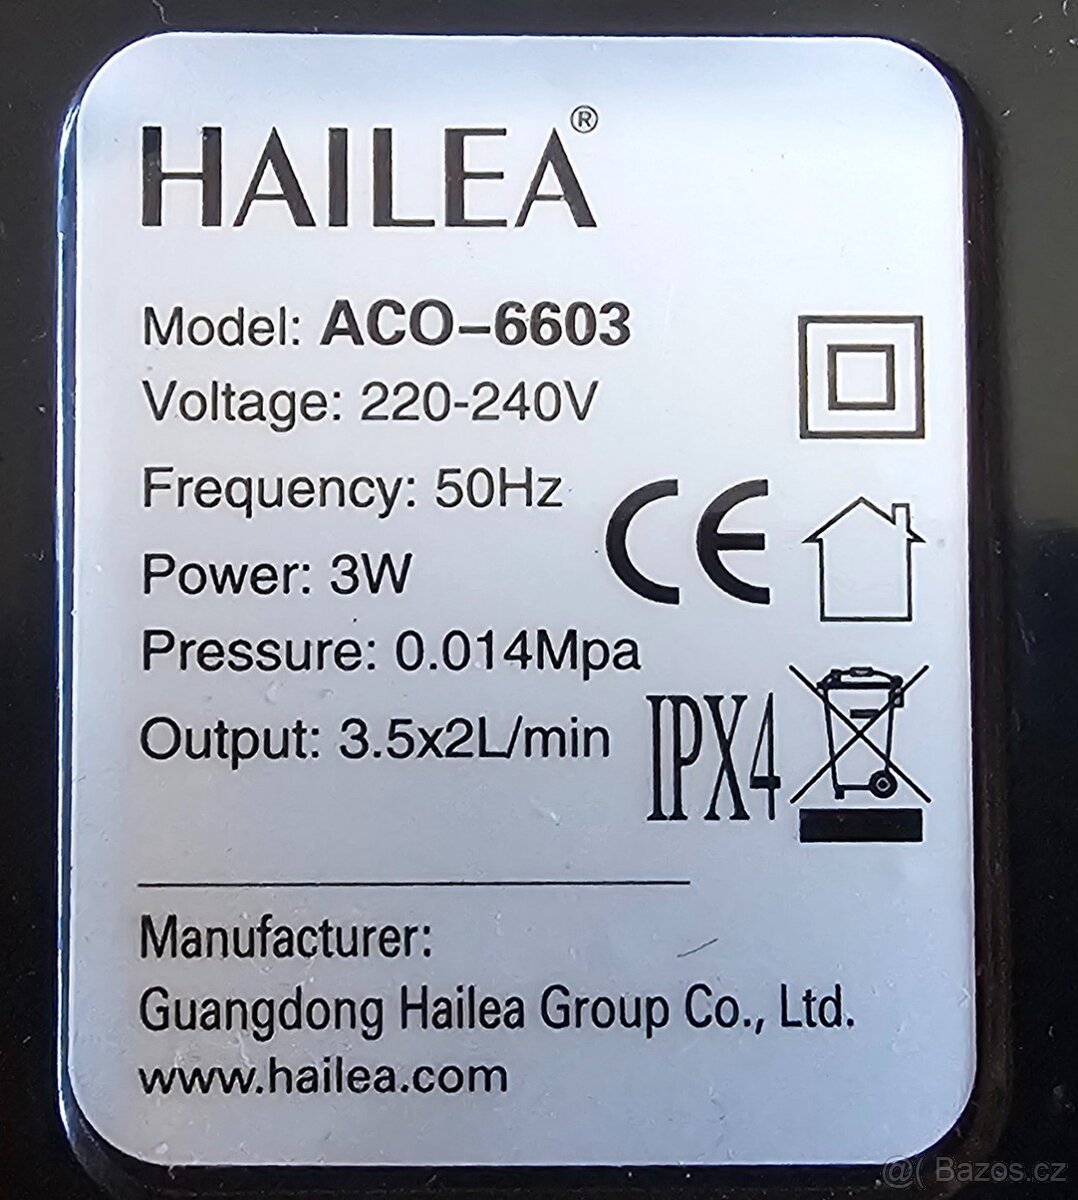 HAILEA®
Model: ACO-6603
Voltage: 220-240V
Frequency: 50Hz
CE
Power: 3W
Pressure: 0.014Mpa
Output: 3.5x2L/min
IPX4
Manufacturer:
Guangdong Hailea Group Co., Ltd.
www.hailea.com
@( Bazos.cz